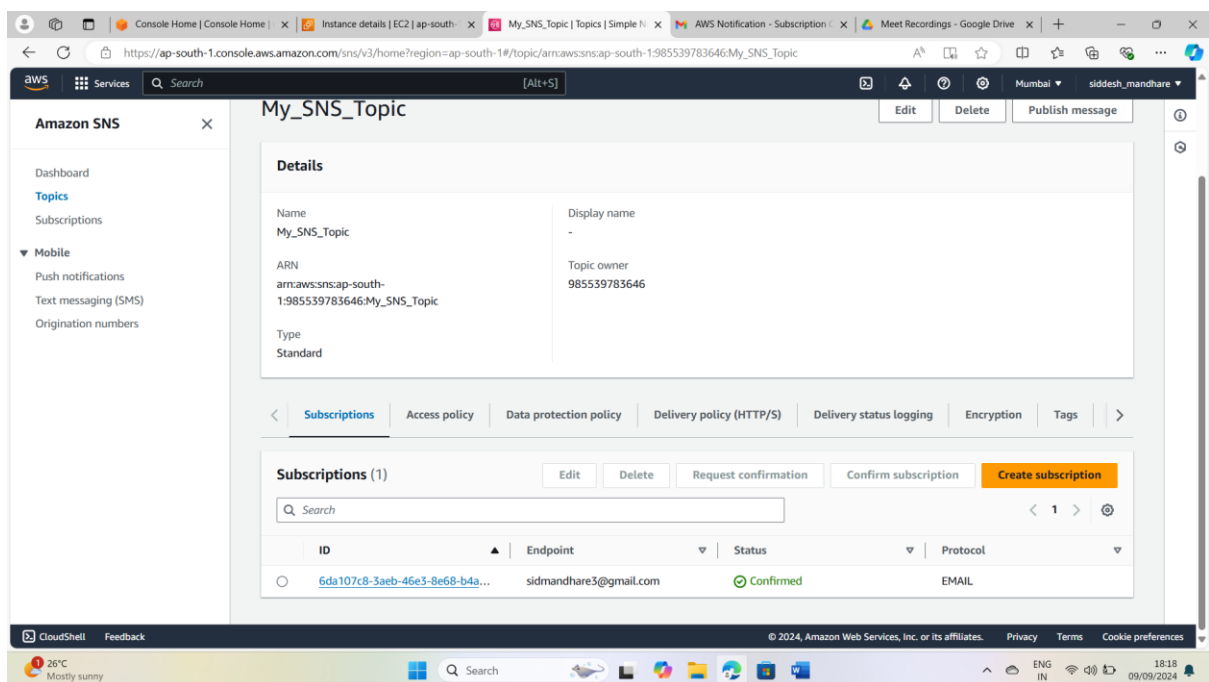 Console Home | Console Home |
Instance details | EC2 | ap-south-
My_SNS_Topic | Topics | Simple N
AWS Notification - Subscription C
Meet Recordings - Google Drive
https://ap-south-1.console.aws.amazon.com/sns/v3/home?region=ap-south-1#/topic/arn:aws:sns:ap-south-1:985539783646:My_SNS_Topic
aws Services Search [Alt+S] Mumbai siddesh_mandhare
Amazon SNS
Dashboard
Topics
Subscriptions
Mobile
Push notifications
Text messaging (SMS)
Origination numbers
My_SNS_Topic
Edit Delete Publish message
Details
Name
My_SNS_Topic
ARN
arn:aws:sns:ap-south-
1:985539783646:My_SNS_Topic
Type
Standard
Display name
-
Topic owner
985539783646
Subscriptions Access policy Data protection policy Delivery policy (HTTP/S) Delivery status logging Encryption Tags
Subscriptions (1) Edit Delete Request confirmation Confirm subscription Create subscription
Search 1
ID Endpoint Status Protocol
6da107c8-3aeb-46e3-8e68-b4a... sidmandhare3@gmail.com Confirmed EMAIL
CloudShell Feedback © 2024, Amazon Web Services, Inc. or its affiliates. Privacy Terms Cookie preferences
1 26°C
Mostly sunny
Search
ENG
IN
18:18
09/09/2024